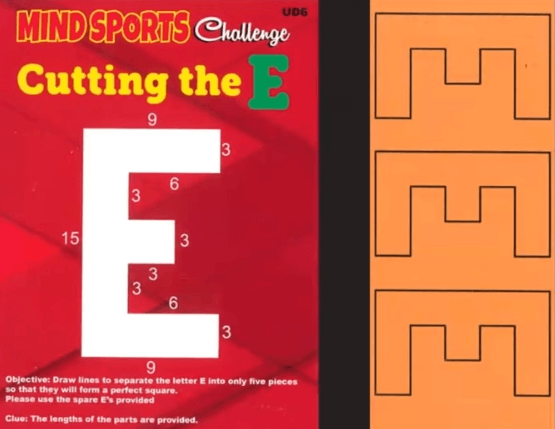 UD6
MIND SPORTS Challenge
Cutting the E
9
3
6
3
15
3
3
3
6
3
9
Objective: Draw lines to separate the letter E into only five pieces
so that they will form a perfect square.
Please use the spare E's provided
Clue: The lengths of the parts are provided.